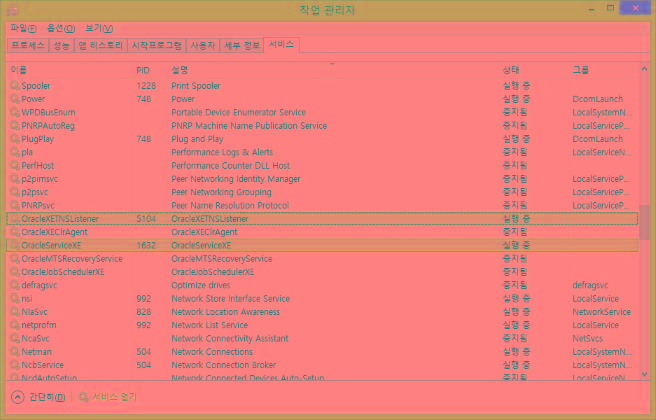 작업 관리자
파일(F) 옵션(O) 보기(V)
프로세스 성능 앱 히스토리 시작프로그램 사용자 세부 정보 서비스
이름 PID 설명 상태 그룹
Spooler 1228 Print Spooler 실행 중
Power 748 Power 실행 중 DcomLaunch
WPDBusEnum Portable Device Enumerator Service 중지됨 LocalSystemN...
PNRPAutoReg PNRP Machine Name Publication Service 중지됨 LocalServiceP...
PlugPlay 748 Plug and Play 실행 중 DcomLaunch
pla Performance Logs & Alerts 중지됨 LocalServiceN...
PerfHost Performance Counter DLL Host 중지됨
p2pimsvc Peer Networking Identity Manager 중지됨 LocalServiceP...
p2psvc Peer Networking Grouping 중지됨 LocalServiceP...
PNRPsvc Peer Name Resolution Protocol 중지됨 LocalServiceP...
OracleXETNSListener 5104 OracleXETNSListener 실행 중
OracleXEClrAgent OracleXEClrAgent 중지됨
OracleServiceXE 1632 OracleServiceXE 실행 중
OracleMTSRecoveryService OracleMTSRecoveryService 중지됨
OracleJobSchedulerXE OracleJobSchedulerXE 중지됨
defragsvc Optimize drives 중지됨 defragsvc
nsi 992 Network Store Interface Service 실행 중 LocalService
NlaSvc 828 Network Location Awareness 실행 중 NetworkService
netprofm 992 Network List Service 실행 중 LocalService
NcaSvc Network Connectivity Assistant 중지됨 NetSvcs
Netman 504 Network Connections 실행 중 LocalSystemN...
NcbService 504 Network Connection Broker 실행 중 LocalSystemN...
NcdAutoSetup Network Connected Devices Auto-Setup
간단히(D) 서비스 열기